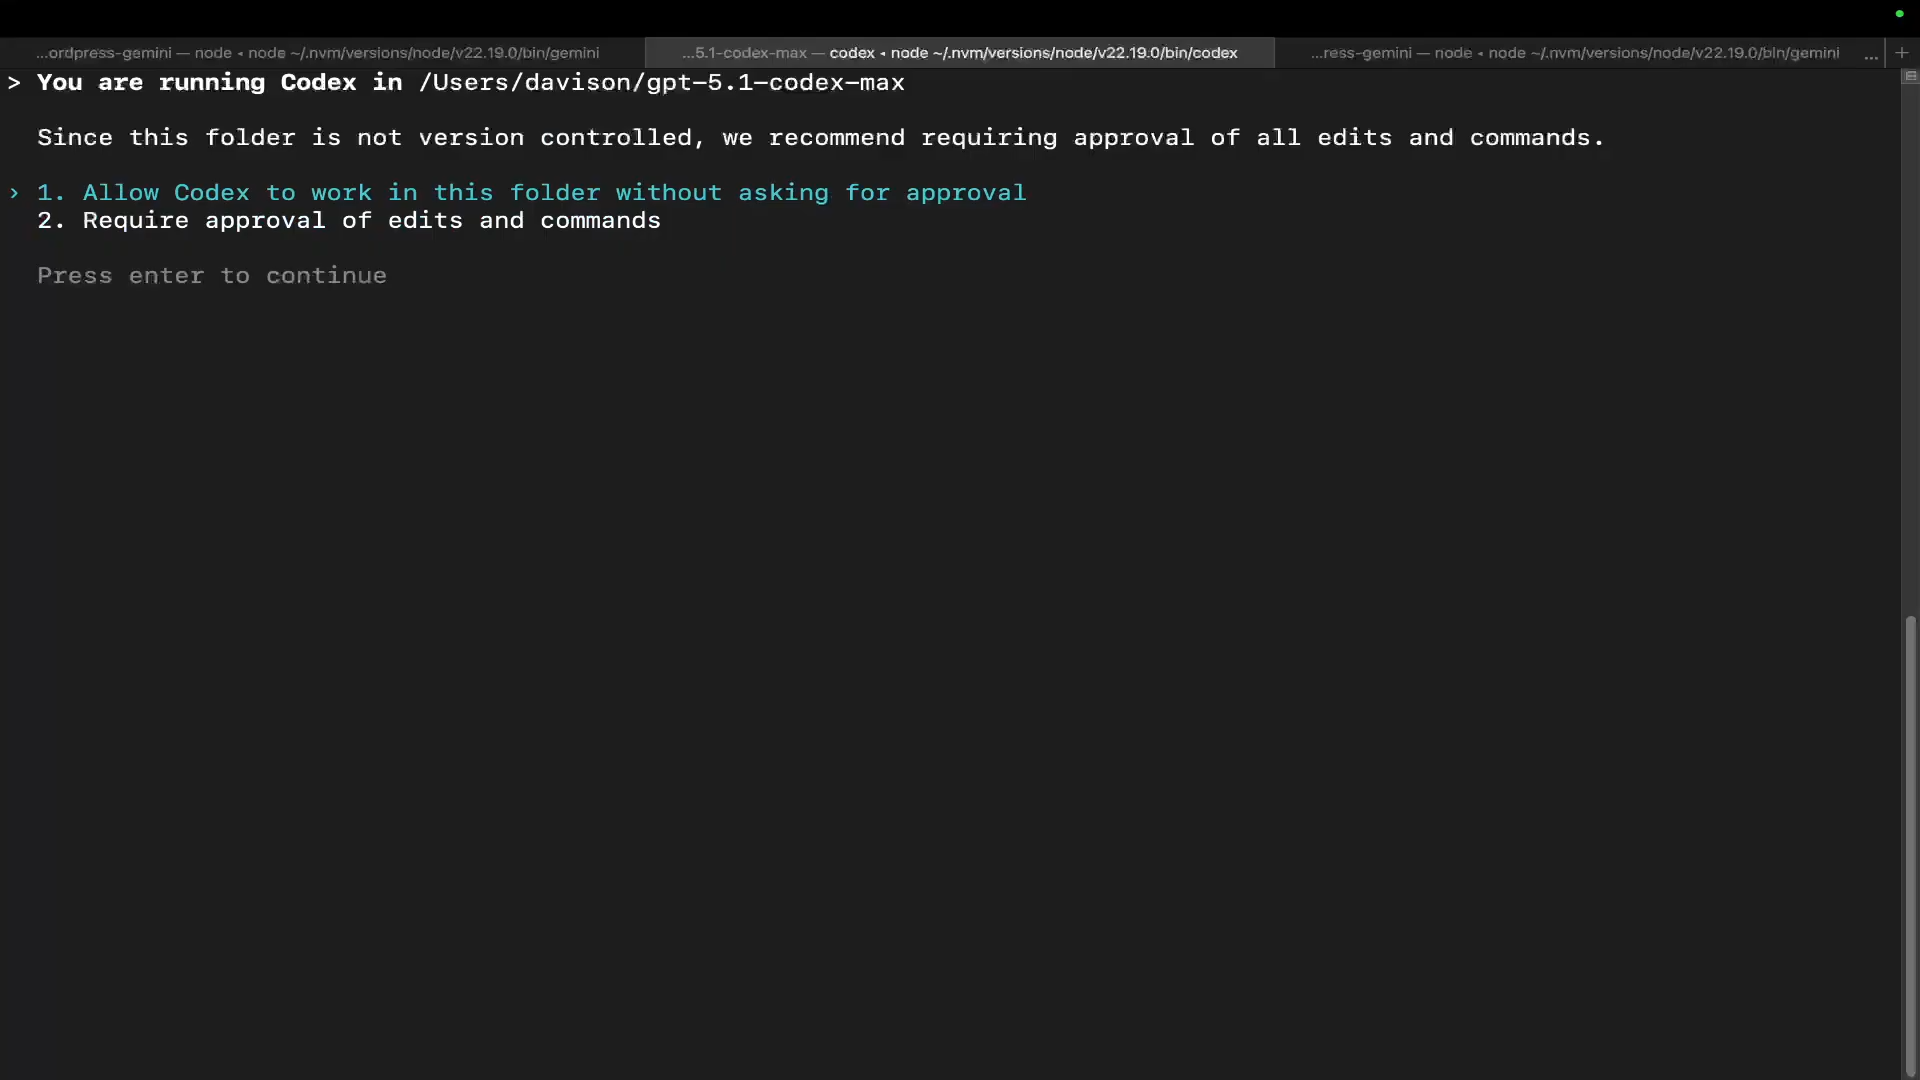 ...ordpress-gemini — node ◂ node ~/.nvm/versions/node/v22.19.0/bin/gemini
...5.1-codex-max — codex ◂ node ~/.nvm/versions/node/v22.19.0/bin/codex
...ress-gemini — node ◂ node ~/.nvm/versions/node/v22.19.0/bin/gemini
... +
> You are running Codex in /Users/davison/gpt-5.1-codex-max
Since this folder is not version controlled, we recommend requiring approval of all edits and commands.
› 1. Allow Codex to work in this folder without asking for approval
2. Require approval of edits and commands
Press enter to continue